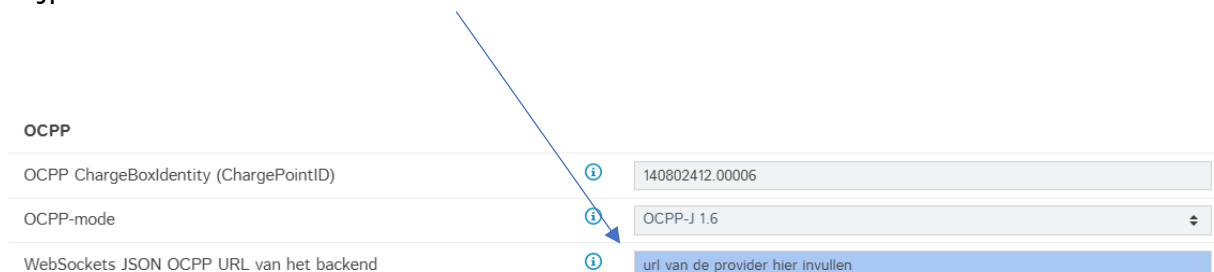 OCPP
OCPP ChargeBoxIdentity (ChargePointID) 140802412.00006
OCPP-mode OCPP-J 1.6
WebSockets JSON OCPP URL van het backend url van de provider hier invullen